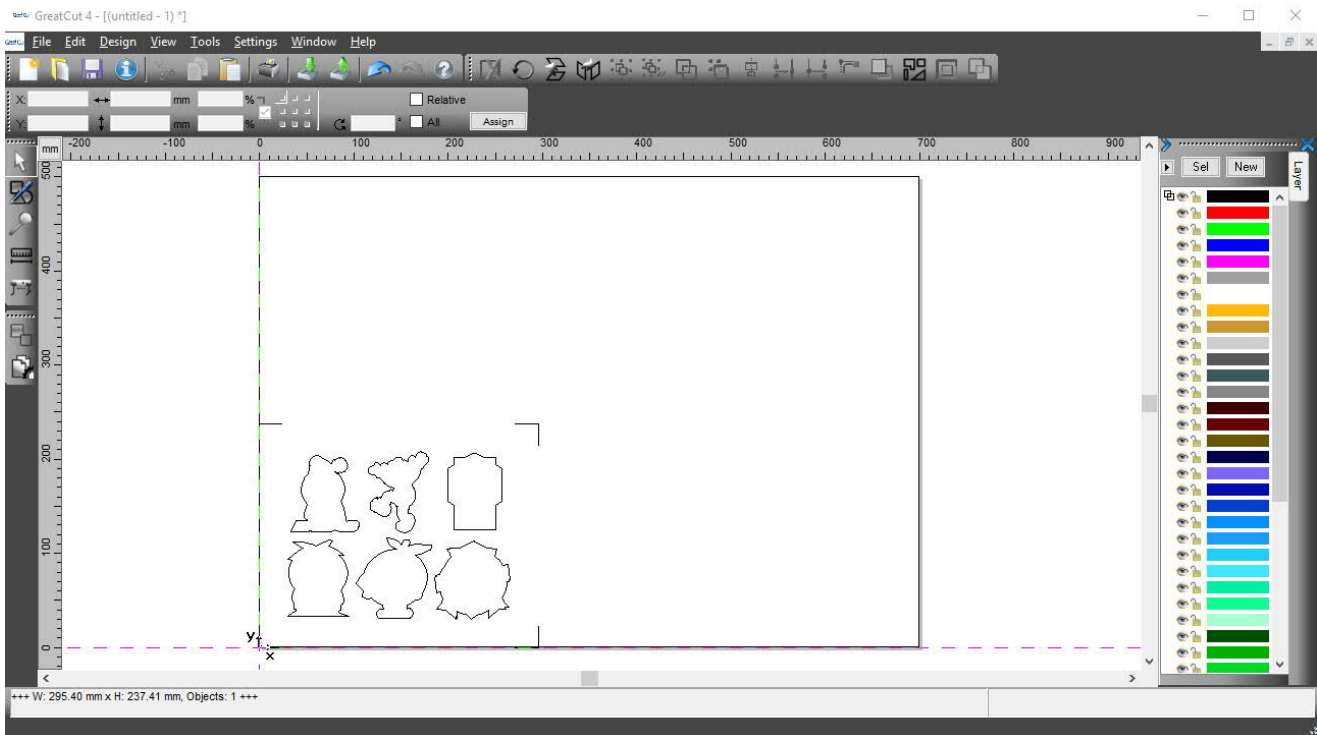 GreatCut 4 - [(untitled - 1) *]
File Edit Design View Tools Settings Window Help
X: mm % Relative
Y: mm % ° All Assign
mm -200 -100 0 100 200 300 400 500 600 700 800 900
Sel New
Layer
500
400
300
200
100
0
y
x
+++ W: 295.40 mm x H: 237.41 mm, Objects: 1 +++